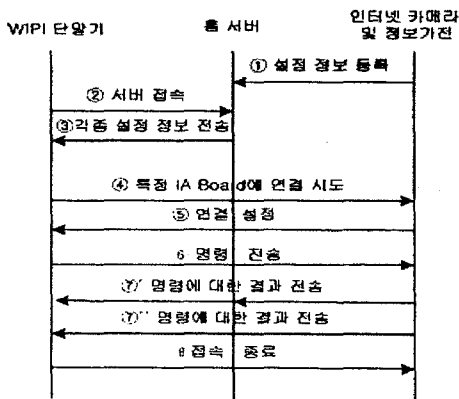 WIPI 단말기
홈 서버
인터넷 카메라
및 정보가전
① 설정 정보 등록
② 서버 접속
③각종 설정 정보 전송
④ 특정 IA Board에 연결 시도
⑤ 연결 설정
6 명령 전송
⑦' 명령에 대한 결과 전송
⑦'' 명령에 대한 결과 전송
8 접속 종료